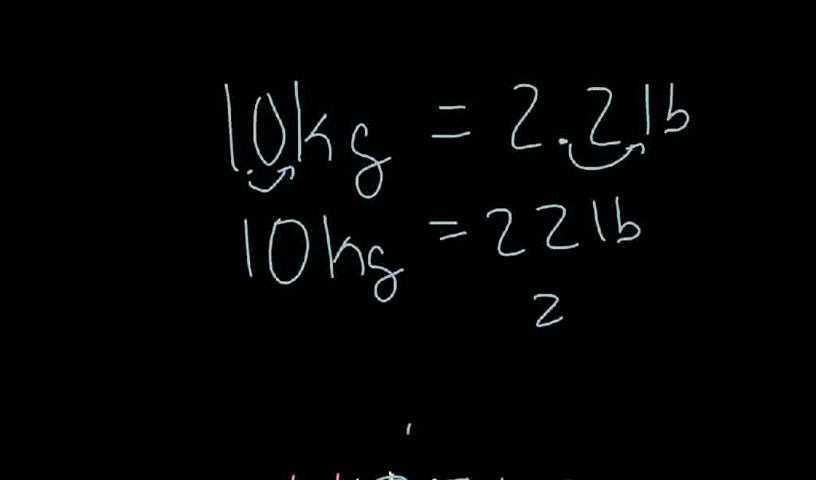 1.0kg = 2.2lb
10kg = 22lb
2